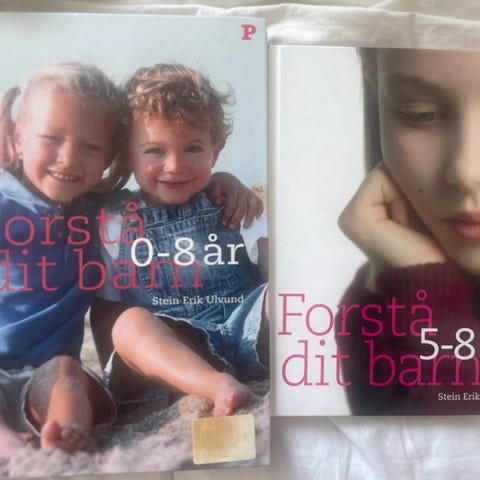 P
Forstå
dit barn
0-8 år
Stein Erik Ulvund
Forstå
dit barn
5-8
Stein Erik